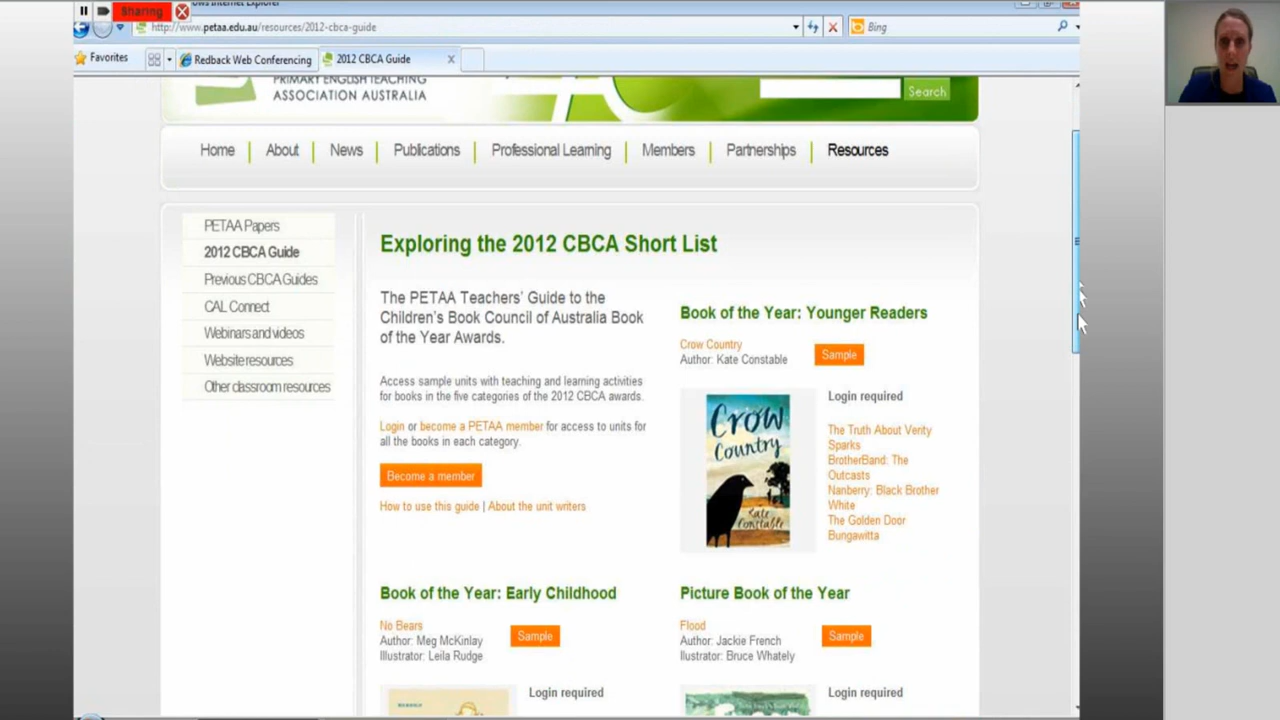 Sharing
ows Internet Explorer
http://www.petaa.edu.au/resources/2012-cbca-guide
Bing
Favorites
Redback Web Conferencing
2012 CBCA Guide
PRIMARY ENGLISH TEACHING
ASSOCIATION AUSTRALIA
Search
Home
About
News
Publications
Professional Learning
Members
Partnerships
Resources
PETAA Papers
2012 CBCA Guide
Previous CBCA Guides
CAL Connect
Webinars and videos
Website resources
Other classroom resources
Exploring the 2012 CBCA Short List
The PETAA Teachers' Guide to the
Children's Book Council of Australia Book
of the Year Awards.
Access sample units with teaching and learning activities
for books in the five categories of the 2012 CBCA awards.
Login or become a PETAA member for access to units for
all the books in each category.
Become a member
How to use this guide | About the unit writers
Book of the Year: Younger Readers
Crow Country
Author: Kate Constable
Sample
Crow
Country
Kate
Constable
Login required
The Truth About Verity
Sparks
BrotherBand: The
Outcasts
Nanberry: Black Brother
White
The Golden Door
Bungawitta
Book of the Year: Early Childhood
No Bears
Author: Meg McKinlay
Illustrator: Leila Rudge
Sample
Login required
Picture Book of the Year
Flood
Author: Jackie French
llustrator: Bruce Whately
Sample
Login required